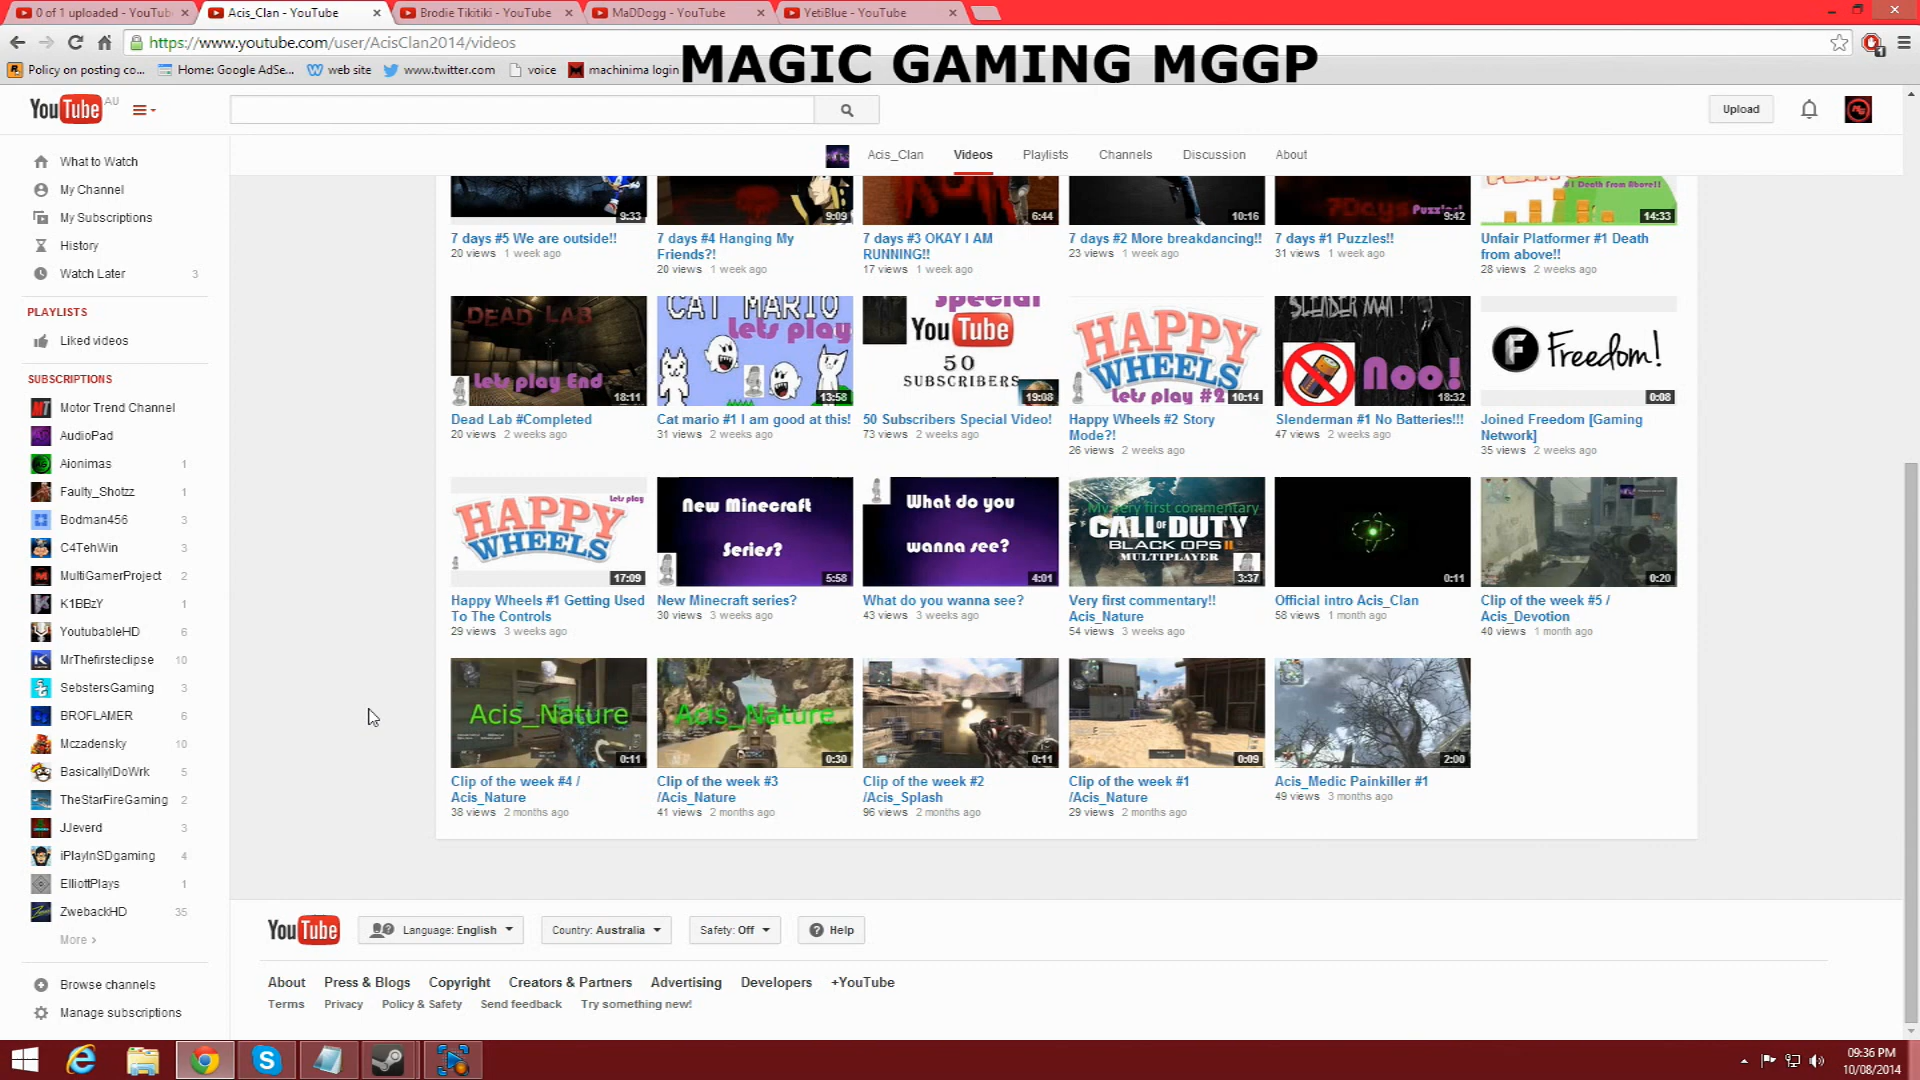 0 of 1 uploaded - YouTub
Acis_Clan - YouTube
Brodie Tikitiki - YouTube
MaDDogg - YouTube
YetiBlue - YouTube
https://www.youtube.com/user/AcisClan2014/videos
Policy on posting co...
Home: Google AdSe...
web site
www.twitter.com
voice
machinima login
MAGIC GAMING MGGP
YouTube AU
Upload
Acis_Clan
Videos
Playlists
Channels
Discussion
About
What to Watch
My Channel
My Subscriptions
History
Watch Later 3
PLAYLISTS
Liked videos
SUBSCRIPTIONS
Motor Trend Channel
AudioPad
Aionimas 1
Faulty_Shotzz 1
Bodman456 3
C4TehWin 3
MultiGamerProject 2
K1BBzY 1
YoutubableHD 6
MrThefirsteclipse 10
SebstersGaming 3
BROFLAMER 6
Mczadensky 10
BasicallyIDoWrk 5
TheStarFireGaming 2
JJeverd 3
iPlayInSDgaming 4
ElliottPlays 1
ZwebackHD 35
More
Browse channels
Manage subscriptions
9:33
9:09
6:44
10:16
7Days Puzzles!
9:42
#1 Death From Above!!
14:33
7 days #5 We are outside!!
20 views 1 week ago
7 days #4 Hanging My
Friends?!
20 views 1 week ago
7 days #3 OKAY I AM
RUNNING!!
17 views 1 week ago
7 days #2 More breakdancing!!
23 views 1 week ago
7 days #1 Puzzles!!
31 views 1 week ago
Unfair Platformer #1 Death
from above!!
28 views 2 weeks ago
DEAD LAB
Lets play End
18:11
CAT MARIO
Lets play
13:58
Special
YouTube
50
SUBSCRIBERS
19:08
HAPPY
WHEELS
Lets play #2
10:14
SLENDER MAN!
Noo!
18:32
F Freedom!
0:08
Dead Lab #Completed
20 views 2 weeks ago
Cat mario #1 I am good at this!
31 views 2 weeks ago
50 Subscribers Special Video!
73 views 2 weeks ago
Happy Wheels #2 Story
Mode?!
26 views 2 weeks ago
Slenderman #1 No Batteries!!!
47 views 2 weeks ago
Joined Freedom [Gaming
Network]
35 views 2 weeks ago
Lets play
HAPPY
WHEELS
17:09
New Minecraft
Series?
5:58
What do you
wanna see?
4:01
My very first commentary
CALL OF DUTY
BLACK OPS II
MULTIPLAYER
3:37
0:11
0:20
Happy Wheels #1 Getting Used
To The Controls
29 views 3 weeks ago
New Minecraft series?
30 views 3 weeks ago
What do you wanna see?
43 views 3 weeks ago
Very first commentary!!
Acis_Nature
54 views 3 weeks ago
Official intro Acis_Clan
58 views 1 month ago
Clip of the week #5 /
Acis_Devotion
40 views 1 month ago
Acis_Nature
0:11
Acis_Nature
0:30
0:11
0:09
2:00
Clip of the week #4 /
Acis_Nature
38 views 2 months ago
Clip of the week #3
/Acis_Nature
41 views 2 months ago
Clip of the week #2
/Acis_Splash
96 views 2 months ago
Clip of the week #1
/Acis_Nature
29 views 2 months ago
Acis_Medic Painkiller #1
49 views 3 months ago
YouTube
Language: English
Country: Australia
Safety: Off
Help
About
Press & Blogs
Copyright
Creators & Partners
Advertising
Developers
+YouTube
Terms
Privacy
Policy & Safety
Send feedback
Try something new!
09:36 PM
10/08/2014